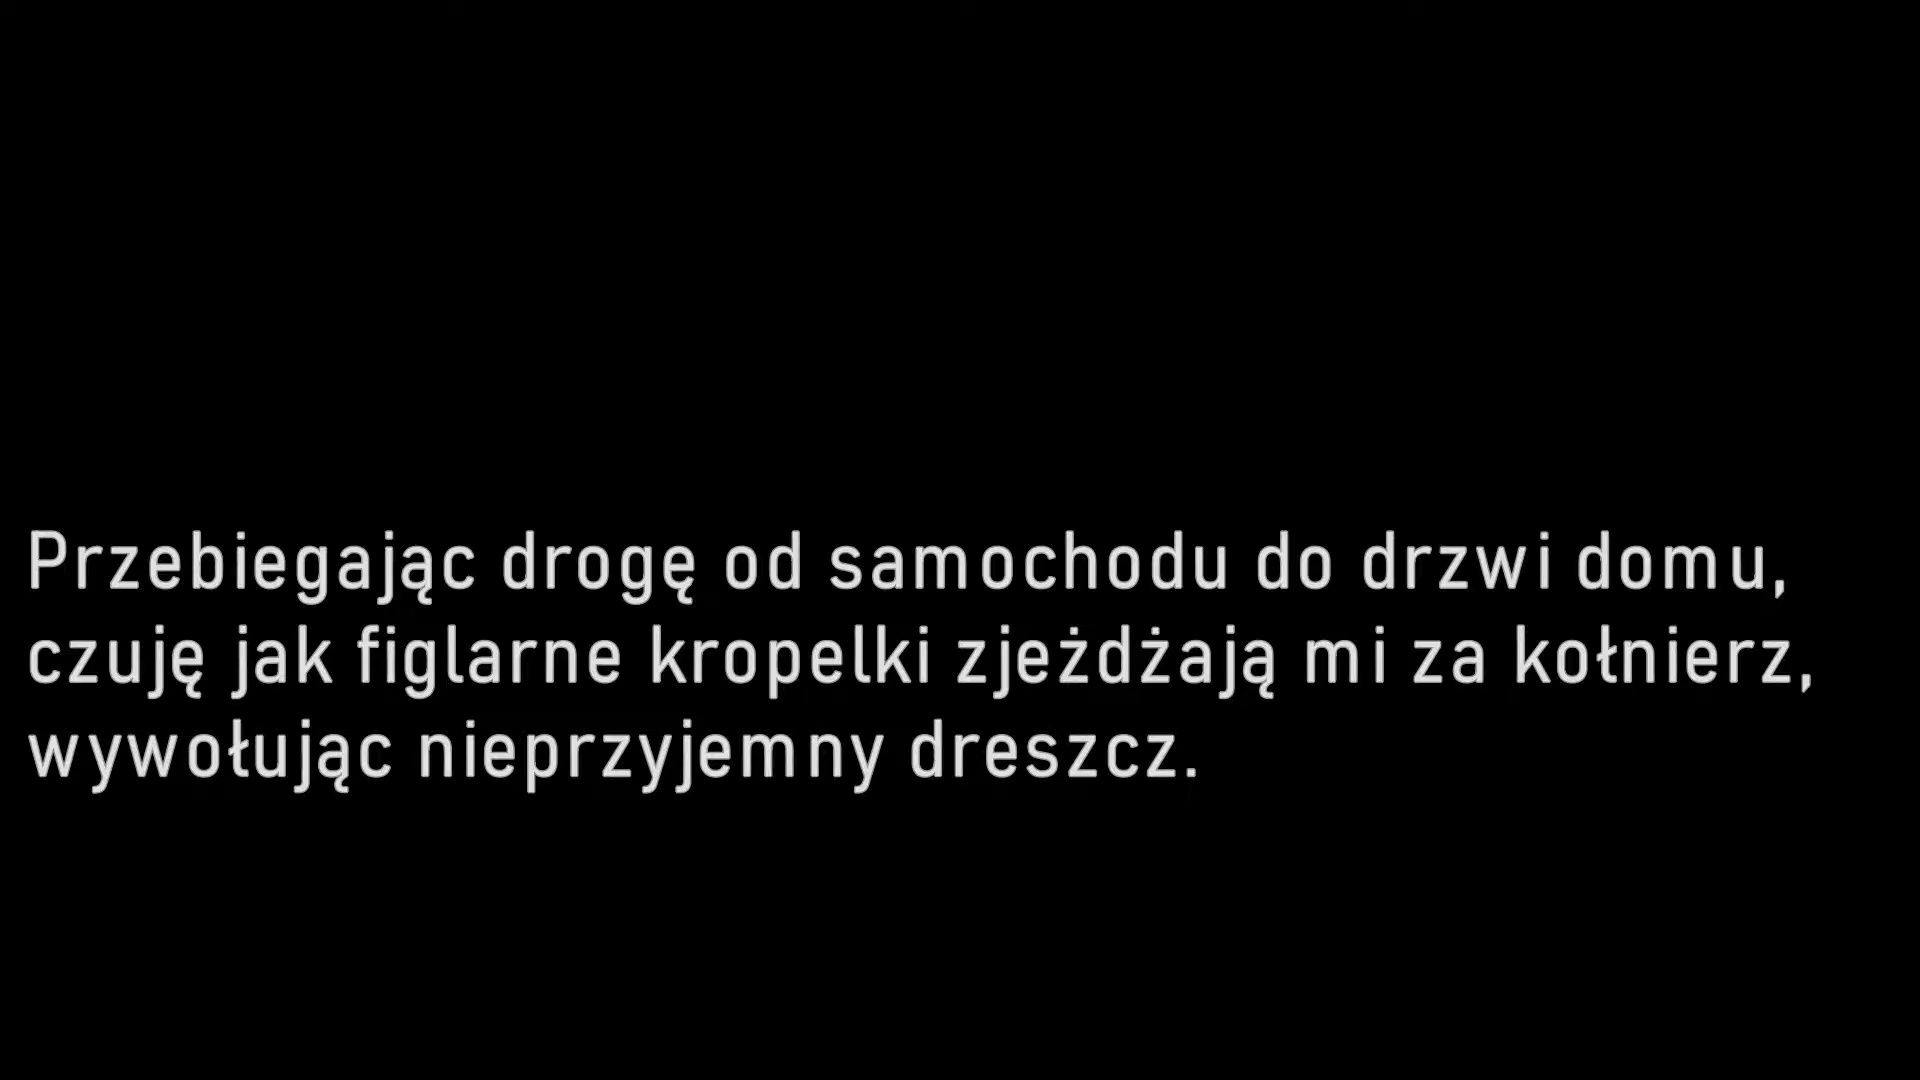 Przebiegając drogę od samochodu do drzwi domu,
czuję jak figlarne kropelki zjeżdżają mi za kołnierz,
wywołując nieprzyjemny dreszcz.